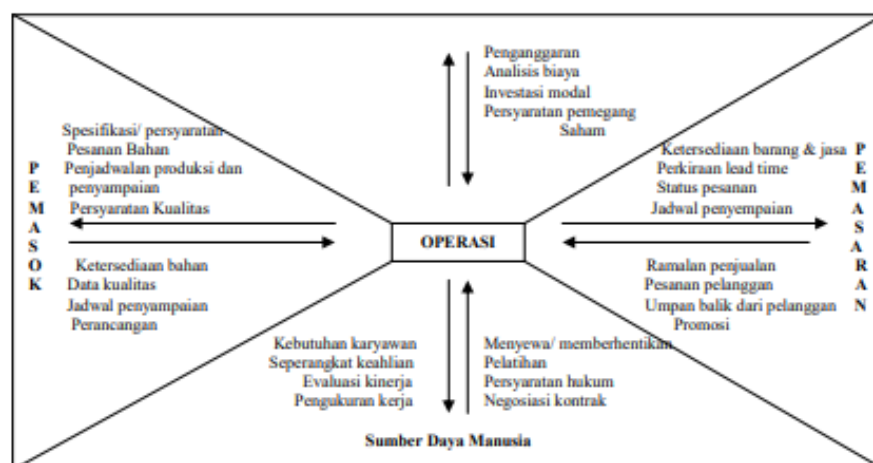 Penganggaran
Analisis biaya
Investasi modal
Persyaratan pemegang
Saham
Spesifikasi/ persyaratan
Pesanan Bahan
Penjadwalan produksi dan
penyampaian
Persyaratan Kualitas
PEMASOK
Ketersediaan bahan
Data kualitas
Jadwal penyampaian
Perancangan
OPERASI
Ketersediaan barang & jasa
Perkiraan lead time
Status pesanan
Jadwal penyempaian
PEMASARAN
Ramalan penjualan
Pesanan pelanggan
Umpan balik dari pelanggan
Promosi
Kebutuhan karyawan
Seperangkat keahlian
Evaluasi kinerja
Pengukuran kerja
Menyewa/ memberhentikan
Pelatihan
Persyaratan hukum
Negosiasi kontrak
Sumber Daya Manusia